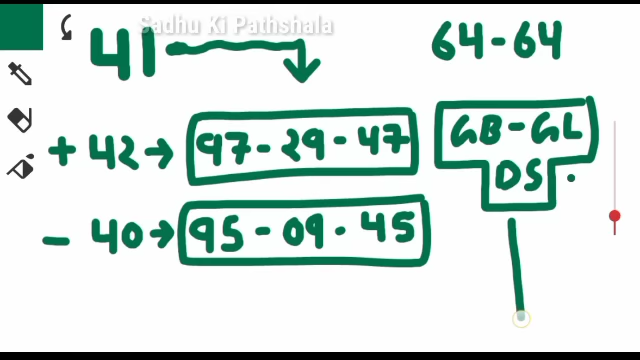 Sadhu Ki Pathshala
41 64-64
+ 42 → 97-29-47 GB-GL
DS.
- 40 → 95-09-45